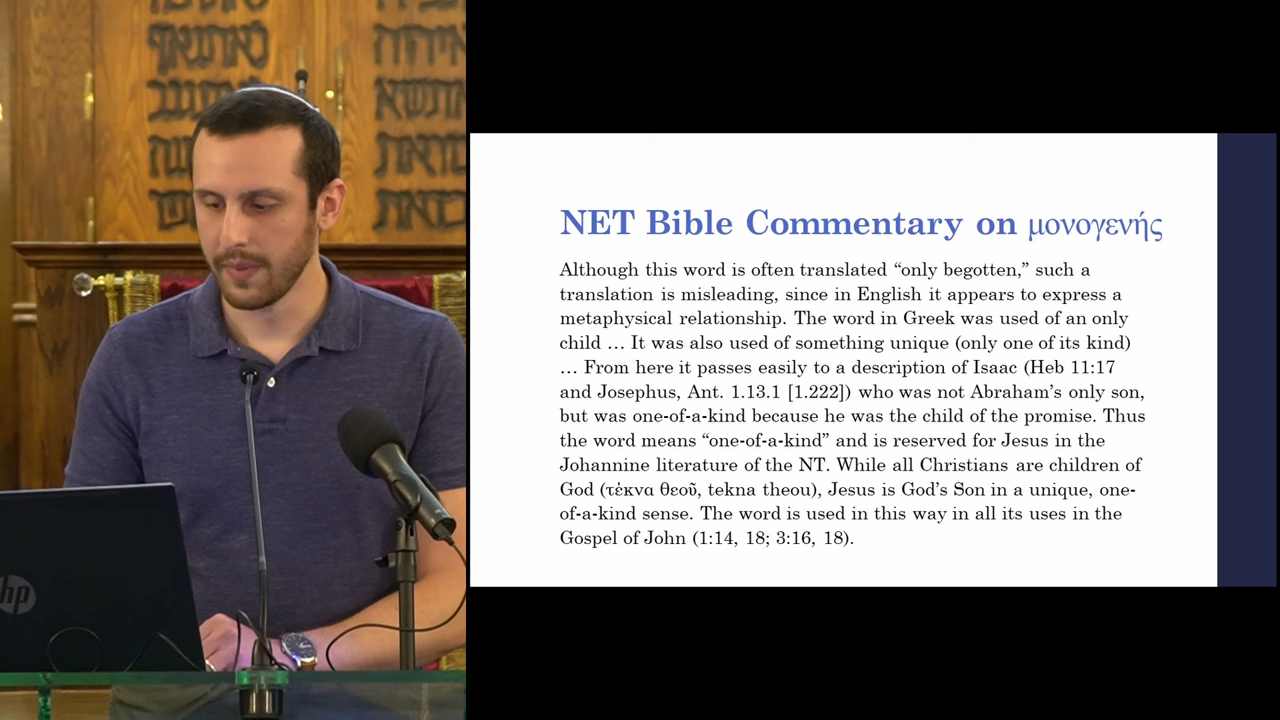 NET Bible Commentary on μονογενής
Although this word is often translated “only begotten,” such a
translation is misleading, since in English it appears to express a
metaphysical relationship. The word in Greek was used of an only
child … It was also used of something unique (only one of its kind)
… From here it passes easily to a description of Isaac (Heb 11:17
and Josephus, Ant. 1.13.1 [1.222]) who was not Abraham’s only son,
but was one-of-a-kind because he was the child of the promise. Thus
the word means “one-of-a-kind” and is reserved for Jesus in the
Johannine literature of the NT. While all Christians are children of
God (τέκνα θεοῦ, tekna theou), Jesus is God’s Son in a unique, one-
of-a-kind sense. The word is used in this way in all its uses in the
Gospel of John (1:14, 18; 3:16, 18).
hp